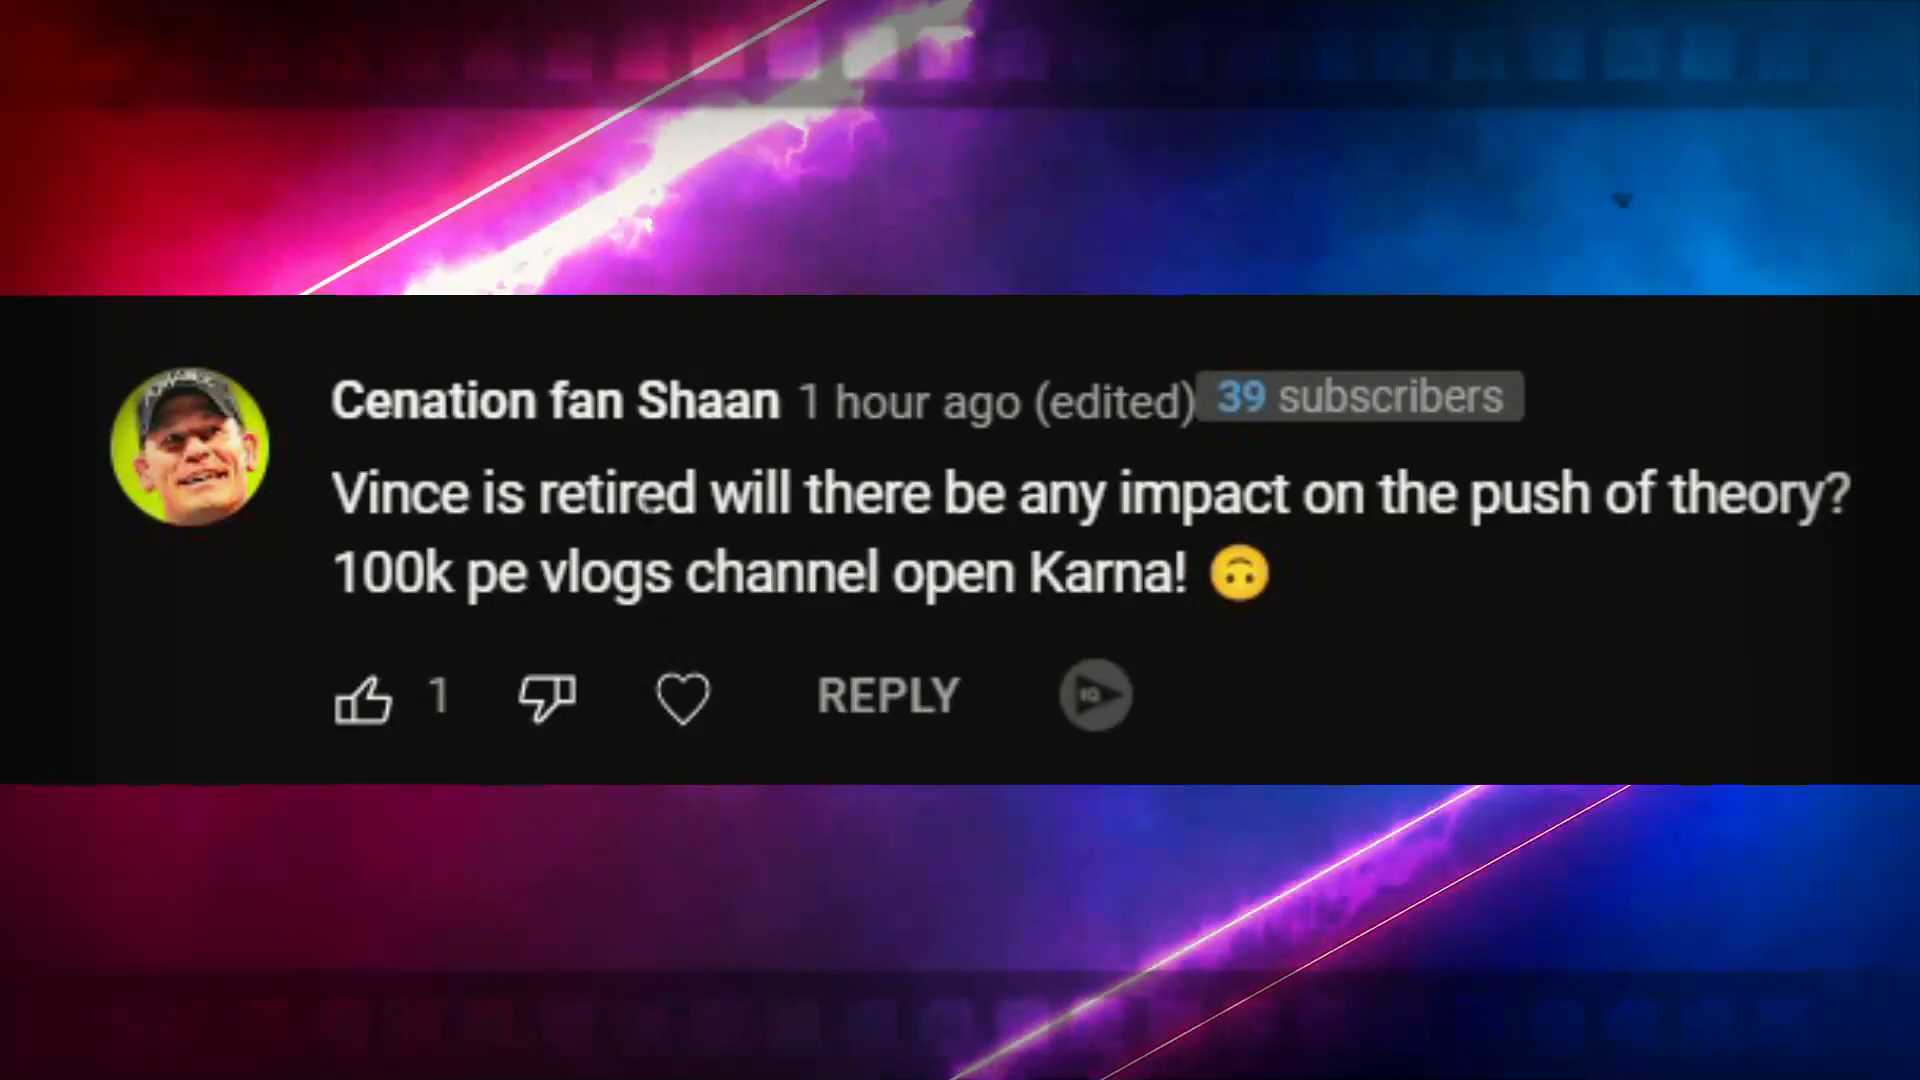 Cenation fan Shaan 1 hour ago (edited) 39 subscribers
Vince is retired will there be any impact on the push of theory?
100k pe vlogs channel open Karna! 🙃
1 REPLY IQ